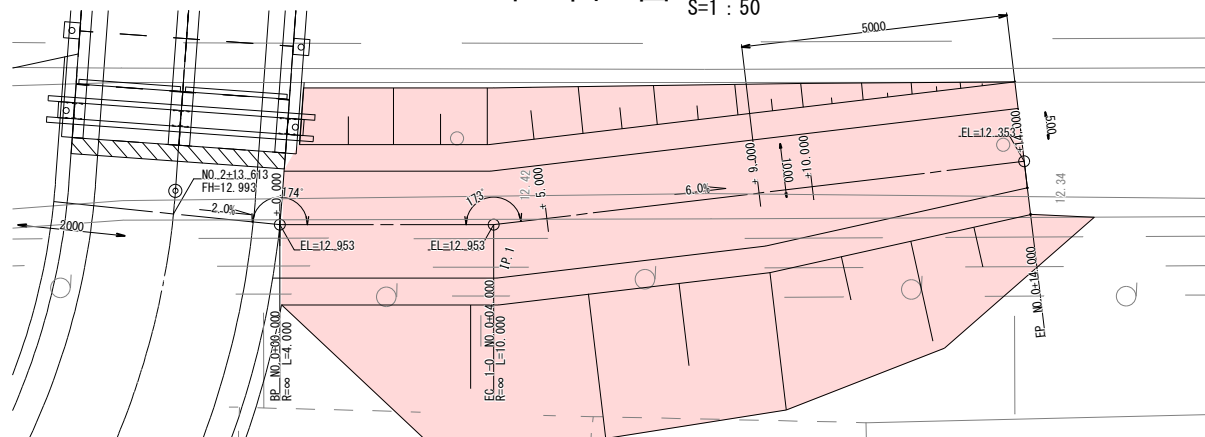 S=1 : 50
5000
EL=12.353
+14.000
500
NO.2+13.613
FH=12.993
2.0%
2000
+ 0.000
174°
EL=12.953
173°
EL=12.953
IP.1
12.42
+ 5.000
6.0%
+ 9.000
1000
+10.000
12.34
BP NO.0+00.000
R=∞ L=4.000
EC.1-0 NO.0+04.000
R=∞ L=10.000
EP NO.0+14.000